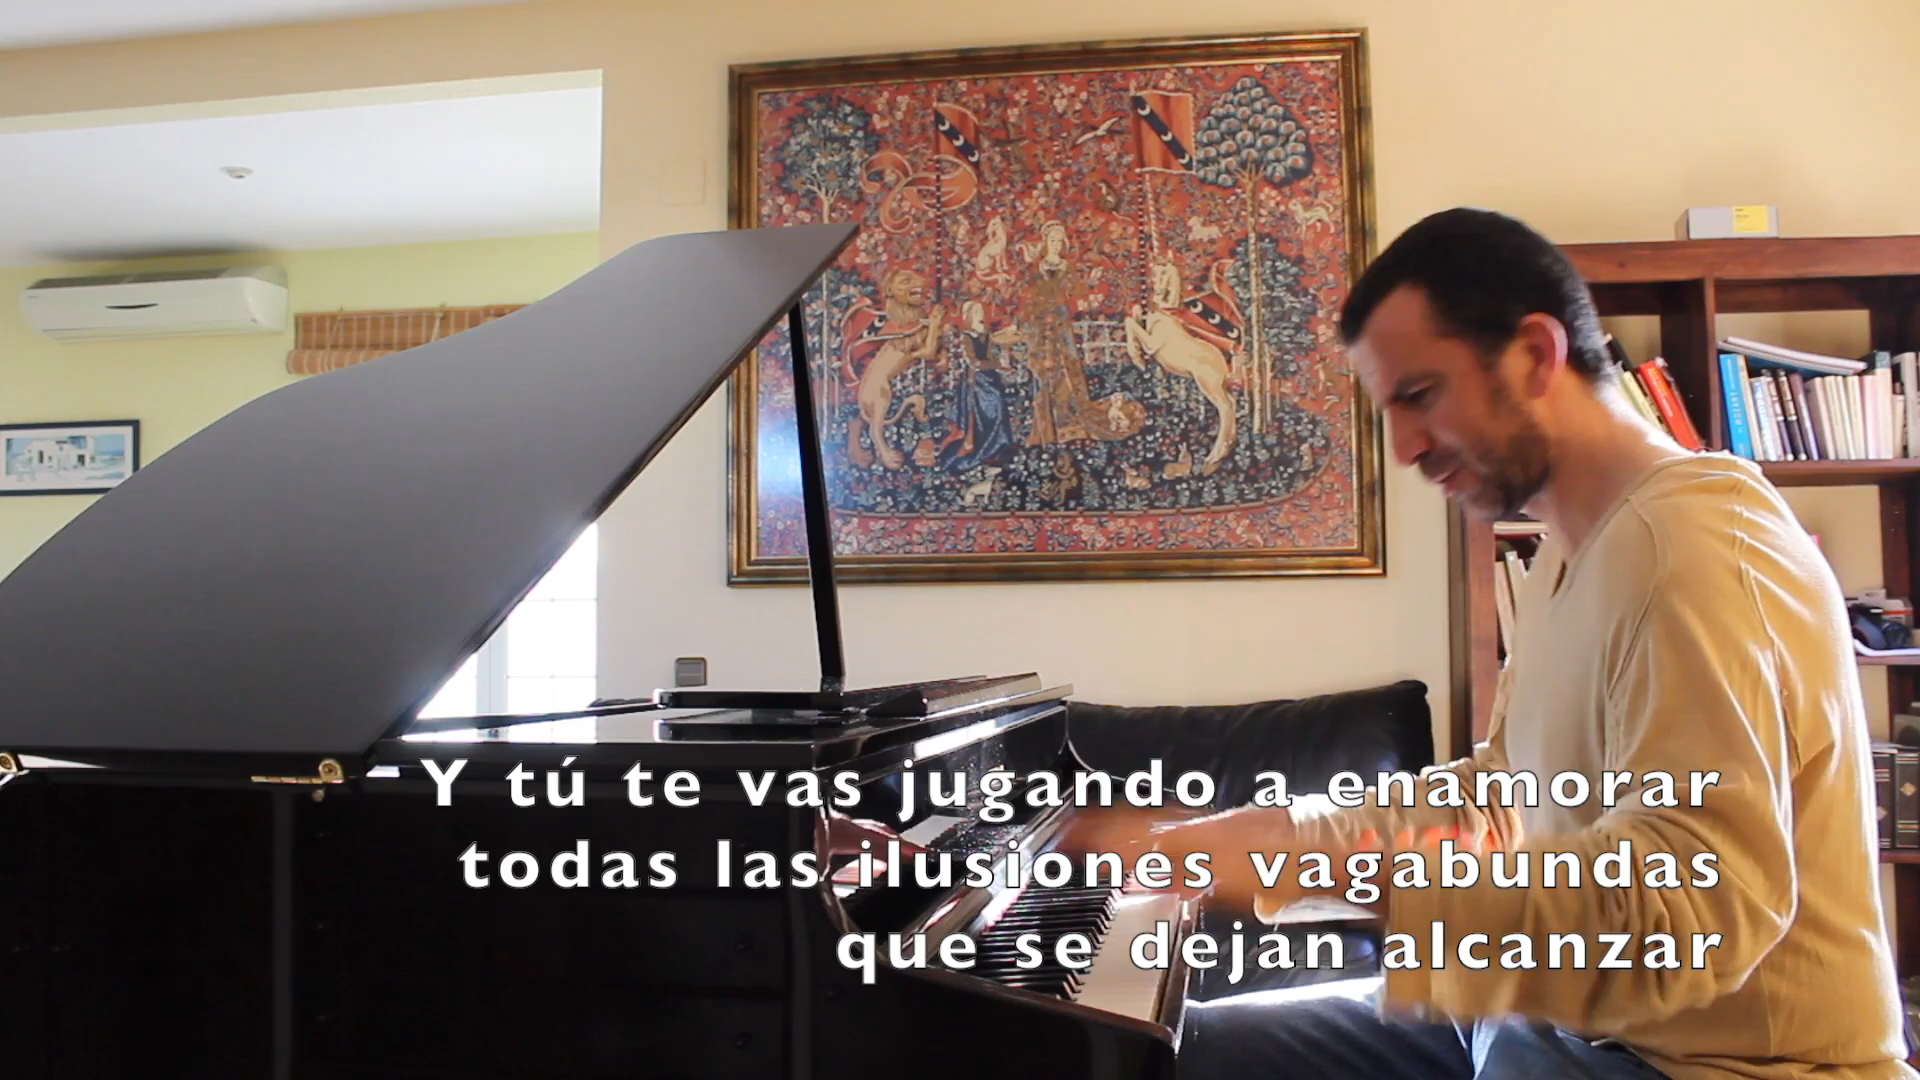 Y tú te vas jugando a enamorar
todas las ilusiones vagabundas
que se dejan alcanzar